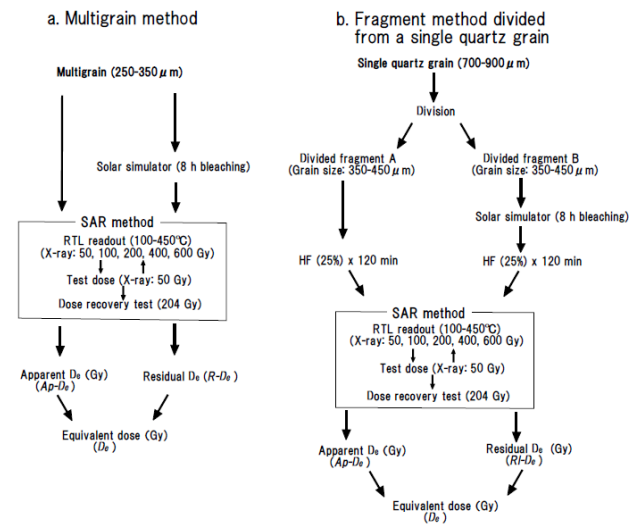 a. Multigrain method
Multigrain (250-350μm)
Solar simulator (8 h bleaching)
SAR method
RTL readout (100-450℃)
(X-ray: 50, 100, 200, 400, 600 Gy)
Test dose (X-ray: 50 Gy)
Dose recovery test (204 Gy)
Apparent De (Gy)
(Ap-De)
Residual De (R-De)
Equivalent dose (Gy)
(De)
b. Fragment method divided
from a single quartz grain
Single quartz grain (700-900μm)
Division
Divided fragment A
(Grain size: 350-450μm)
Divided fragment B
(Grain size: 350-450μm)
Solar simulator (8 h bleaching)
HF (25%) x 120 min
HF (25%) x 120 min
SAR method
RTL readout (100-450℃)
(X-ray: 50, 100, 200, 400, 600 Gy)
Test dose (X-ray: 50 Gy)
Dose recovery test (204 Gy)
Apparent De (Gy)
(Ap-De)
Residual De (Gy)
(RI-De)
Equivalent dose (Gy)
(De)